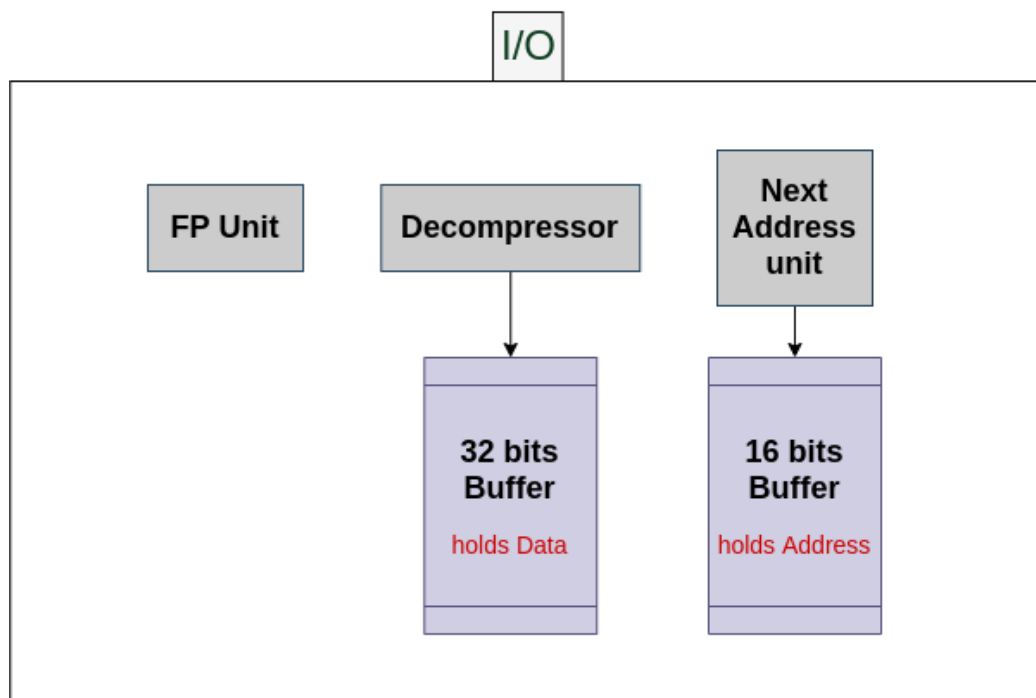 I/O
FP Unit
Decompressor
Next
Address
unit
32 bits
Buffer
holds Data
16 bits
Buffer
holds Address